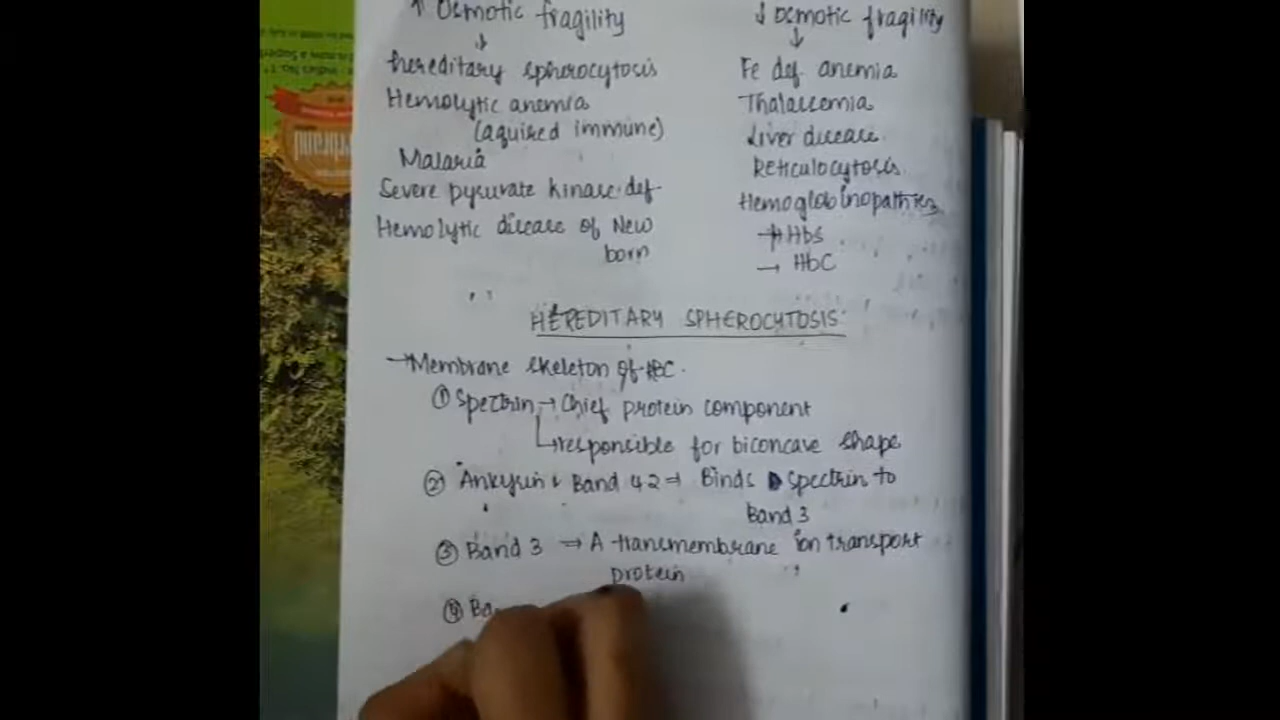 ↑ Osmotic fragility
↓
hereditary spherocytosis
Hemolytic anemia
(aquired immune)
Malaria
Severe pyruvate kinase def
Hemolytic disease of New
born
↓ Osmotic fragility
↓
Fe def anemia
Thalassemia
Liver disease
Reticulocytosis
Hemoglobinopathies
→ HbS
→ HbC
HEREDITARY SPHEROCYTOSIS
→ Membrane skeleton of RBC.
① Spectrin → Chief protein component
↳ responsible for biconcave shape
② Ankyrin & Band 4.2 ⇒ Binds spectrin to
Band 3
③ Band 3 → A transmembrane ion transport
protein
④ Ba